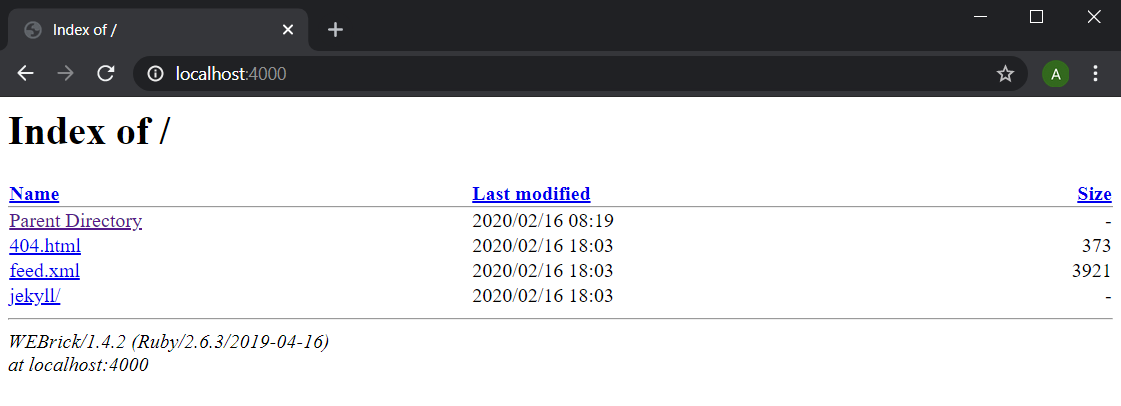 Index of /
localhost:4000
A
Index of /
Name Last modified Size
Parent Directory 2020/02/16 08:19 -
404.html 2020/02/16 18:03 373
feed.xml 2020/02/16 18:03 3921
jekyll/ 2020/02/16 18:03 -
WEBrick/1.4.2 (Ruby/2.6.3/2019-04-16)
at localhost:4000